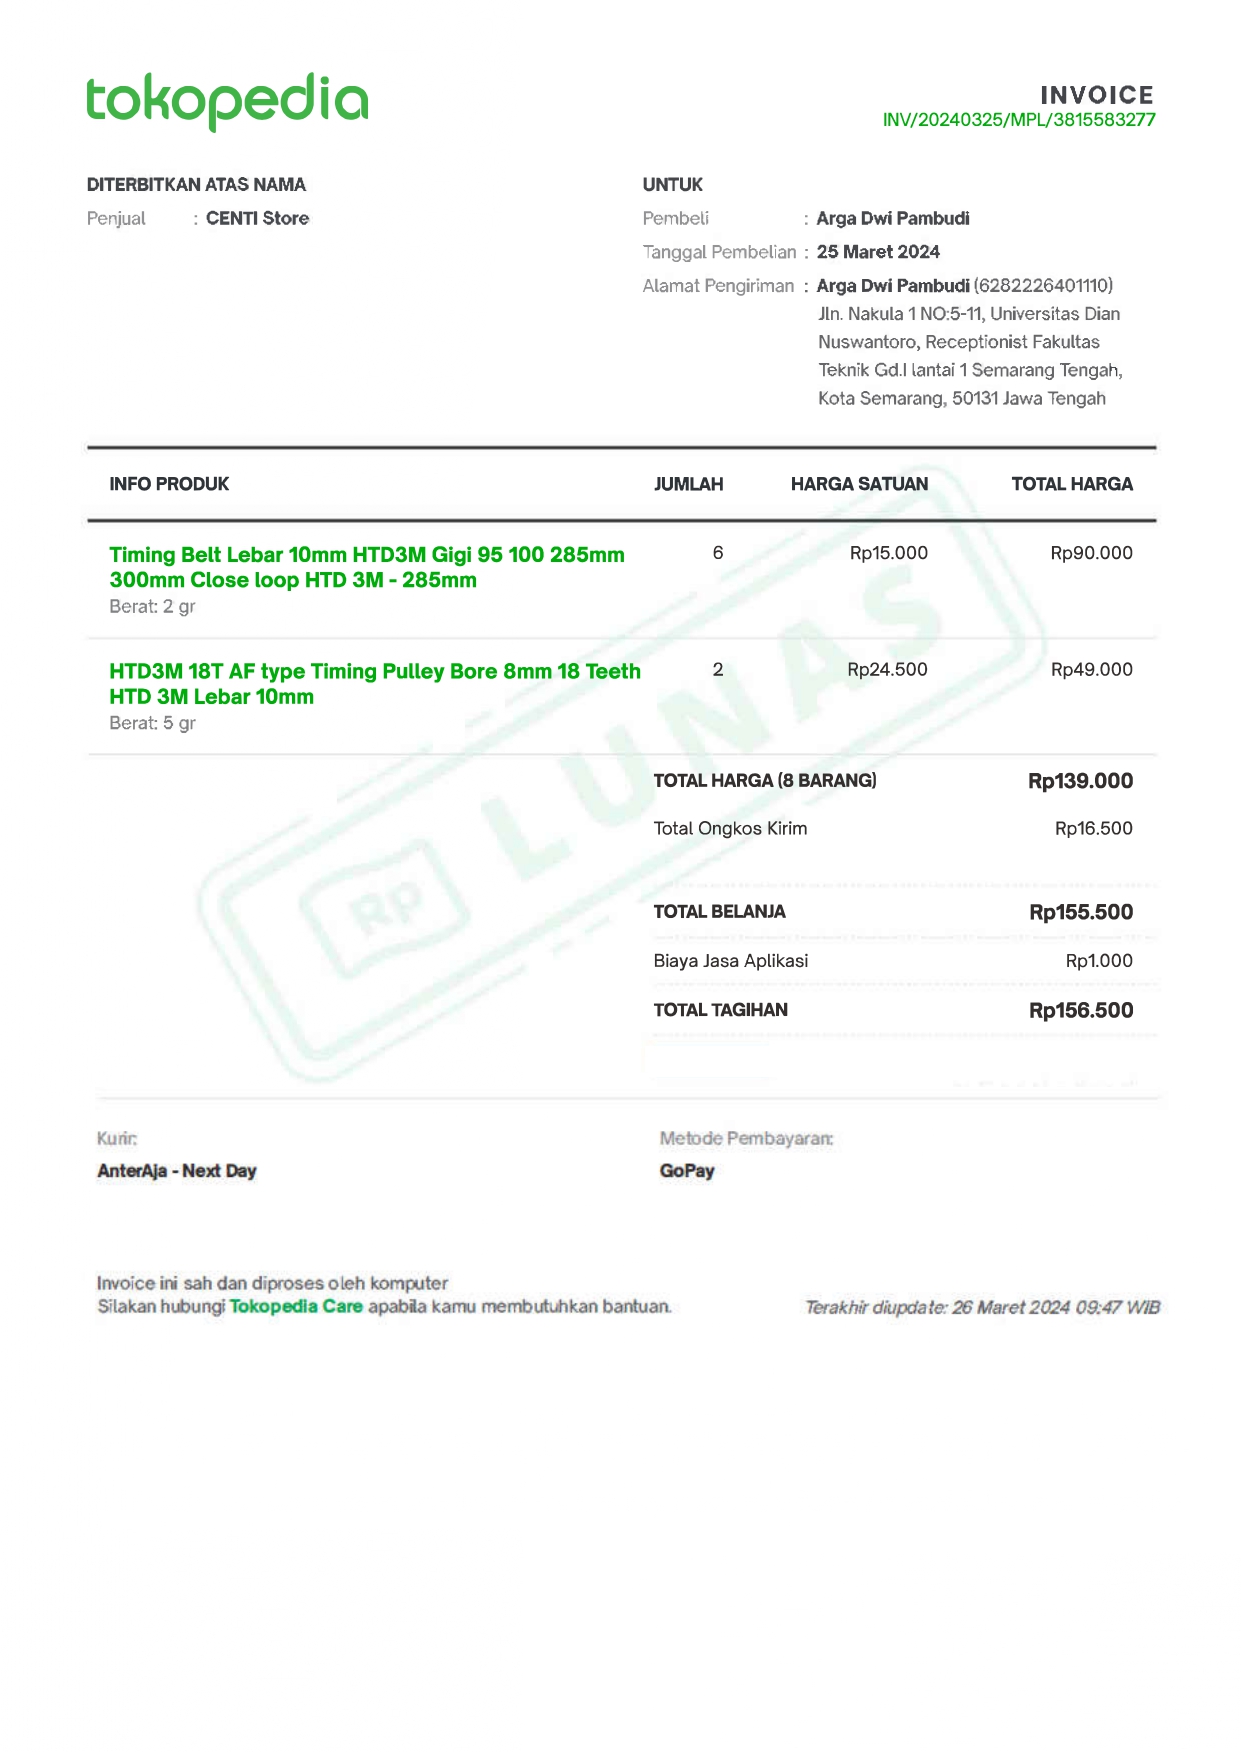 tokopedia
INVOICE
INV/20240325/MPL/3815583277
DITERBITKAN ATAS NAMA
Penjual : CENTI Store
UNTUK
Pembeli : Arga Dwi Pambudi
Tanggal Pembelian : 25 Maret 2024
Alamat Pengiriman : Arga Dwi Pambudi (6282226401110)
Jln. Nakula 1 NO:5-11, Universitas Dian
Nuswantoro, Receptionist Fakultas
Teknik Gd.I lantai 1 Semarang Tengah,
Kota Semarang, 50131 Jawa Tengah
INFO PRODUK JUMLAH HARGA SATUAN TOTAL HARGA
Timing Belt Lebar 10mm HTD3M Gigi 95 100 285mm 6 Rp15.000 Rp90.000
300mm Close loop HTD 3M - 285mm
Berat: 2 gr
HTD3M 18T AF type Timing Pulley Bore 8mm 18 Teeth 2 Rp24.500 Rp49.000
HTD 3M Lebar 10mm
Berat: 5 gr
RP LUNAS
TOTAL HARGA (8 BARANG) Rp139.000
Total Ongkos Kirim Rp16.500
TOTAL BELANJA Rp155.500
Biaya Jasa Aplikasi Rp1.000
TOTAL TAGIHAN Rp156.500
Kurir: Metode Pembayaran:
AnterAja - Next Day GoPay
Invoice ini sah dan diproses oleh komputer
Silakan hubungi Tokopedia Care apabila kamu membutuhkan bantuan. Terakhir diupdate: 26 Maret 2024 09:47 WIB